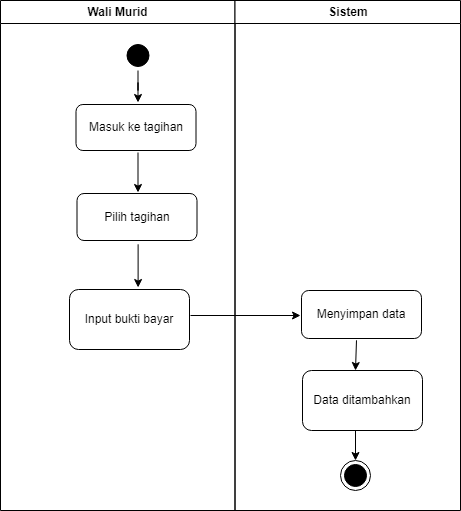 Wali Murid
Sistem
Masuk ke tagihan
Pilih tagihan
Input bukti bayar
Menyimpan data
Data ditambahkan